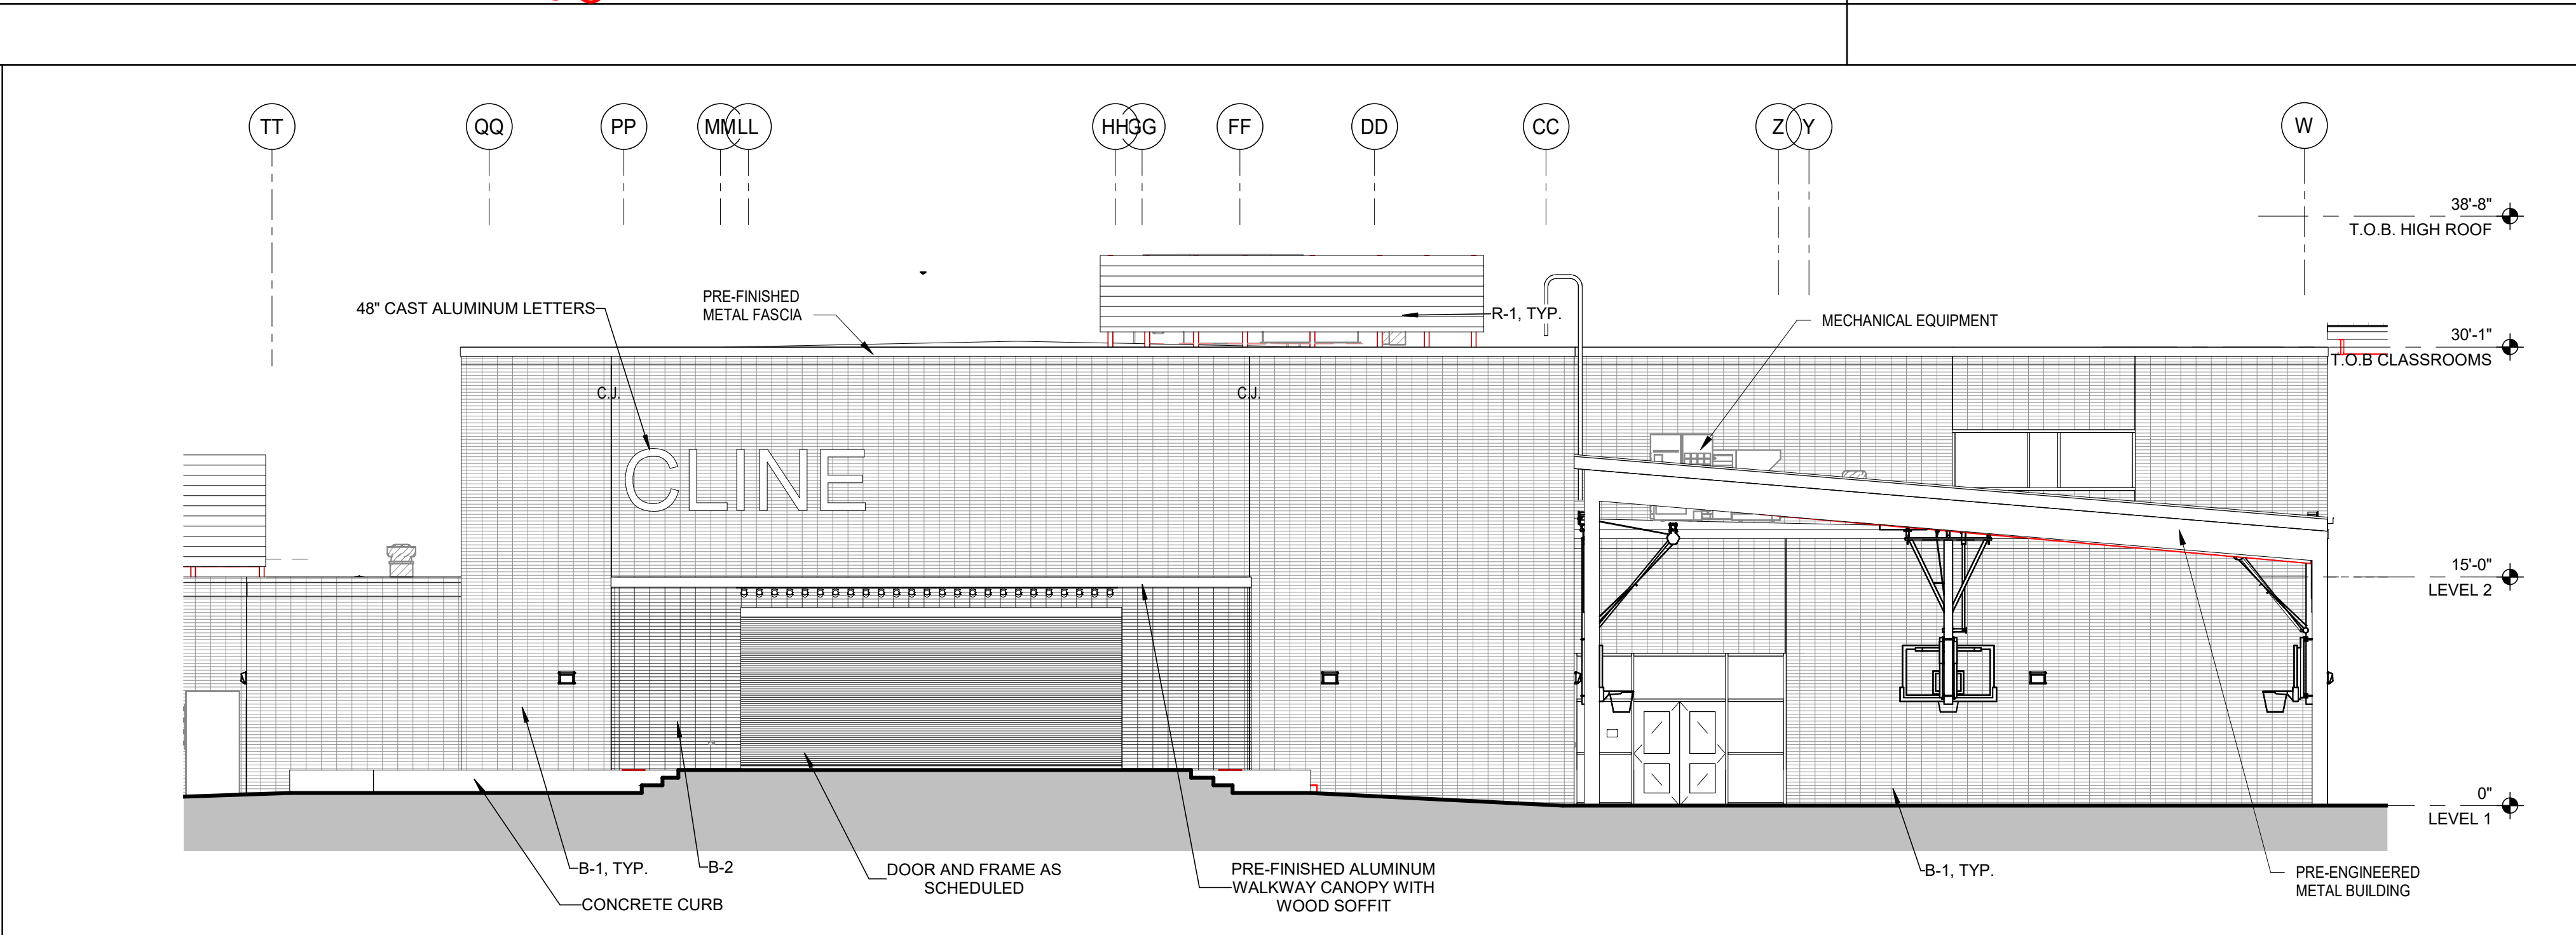 TT
QQ
PP
MM
LL
HH
GG
FF
DD
CC
Z
Y
W
38'-8"
T.O.B. HIGH ROOF
48" CAST ALUMINUM LETTERS
PRE-FINISHED
METAL FASCIA
R-1, TYP.
MECHANICAL EQUIPMENT
30'-1"
T.O.B CLASSROOMS
C.J.
C.J.
CLINE
15'-0"
LEVEL 2
0"
LEVEL 1
B-1, TYP.
B-2
CONCRETE CURB
DOOR AND FRAME AS
SCHEDULED
PRE-FINISHED ALUMINUM
WALKWAY CANOPY WITH
WOOD SOFFIT
B-1, TYP.
PRE-ENGINEERED
METAL BUILDING